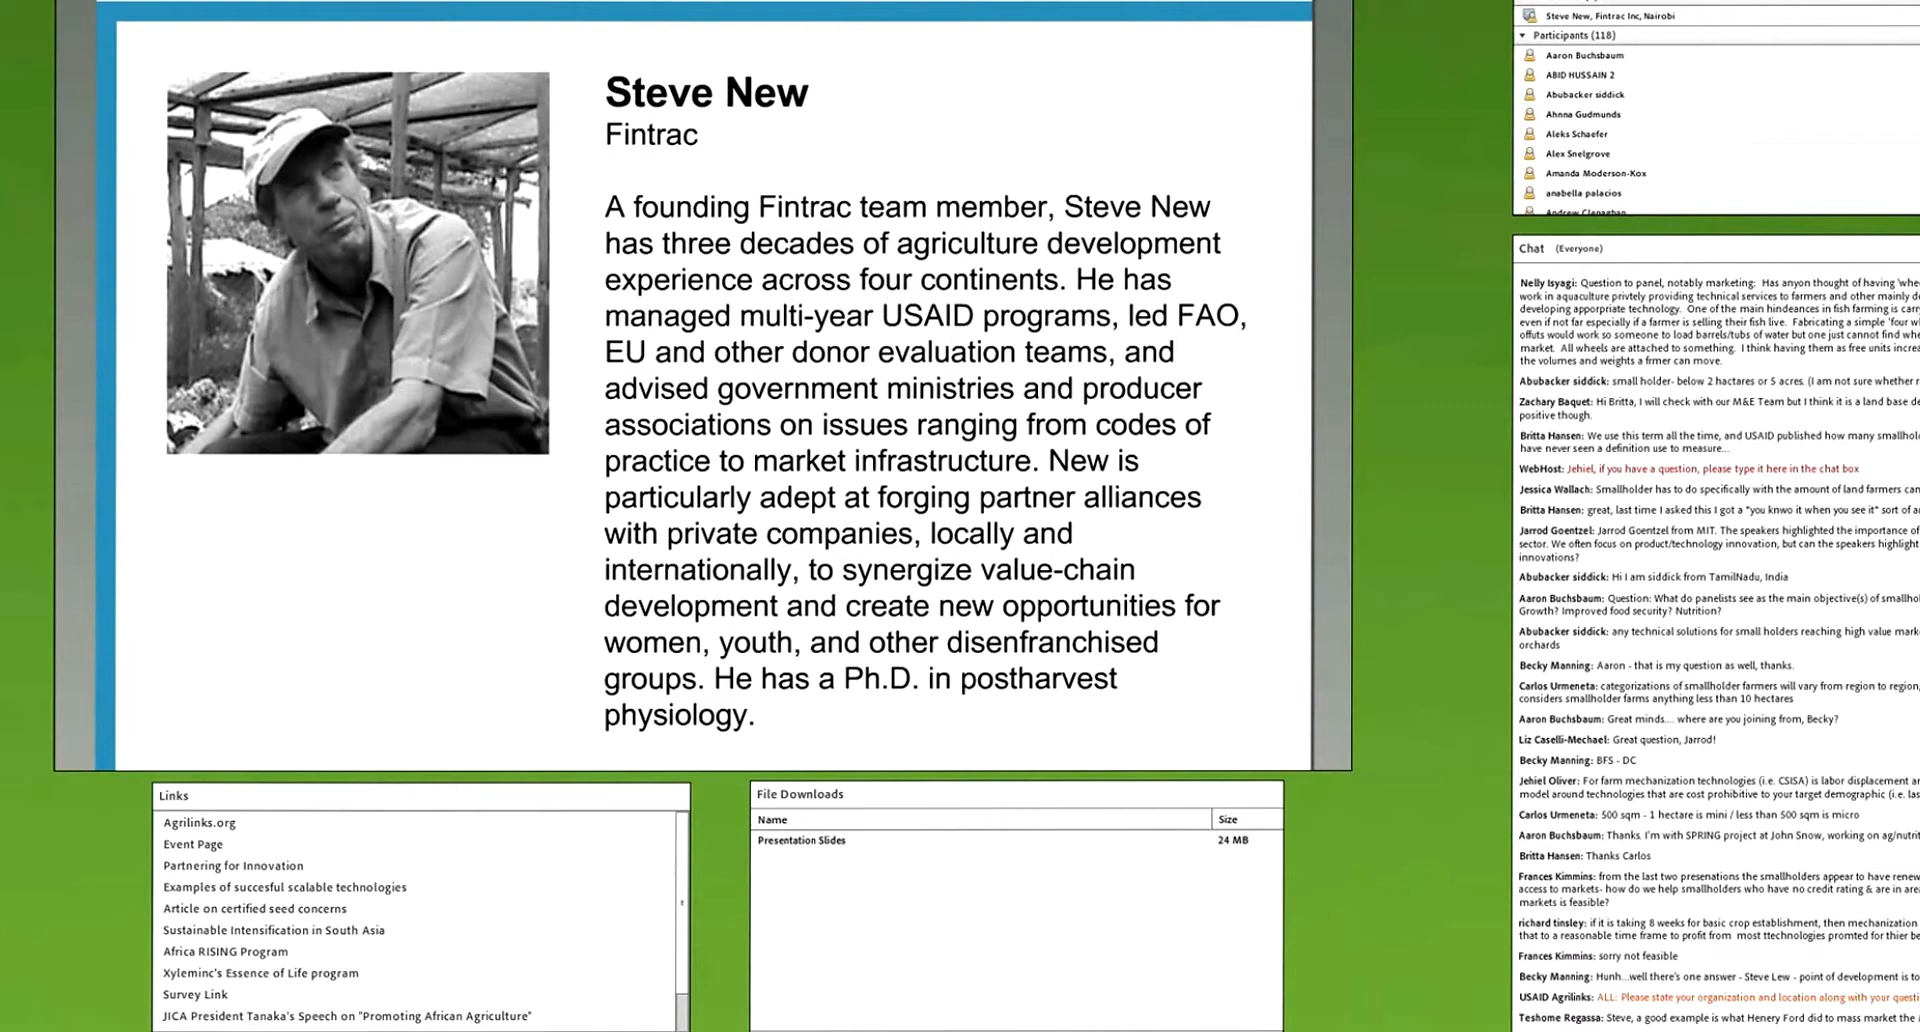 Steve New
Fintrac
A founding Fintrac team member, Steve New
has three decades of agriculture development
experience across four continents. He has
managed multi-year USAID programs, led FAO,
EU and other donor evaluation teams, and
advised government ministries and producer
associations on issues ranging from codes of
practice to market infrastructure. New is
particularly adept at forging partner alliances
with private companies, locally and
internationally, to synergize value-chain
development and create new opportunities for
women, youth, and other disenfranchised
groups. He has a Ph.D. in postharvest
physiology.
Links
Agrilinks.org
Event Page
Partnering for Innovation
Examples of succesful scalable technologies
Article on certified seed concerns
Sustainable Intensification in South Asia
Africa RISING Program
Xyleminc's Essence of Life program
Survey Link
JICA President Tanaka's Speech on "Promoting African Agriculture"
File Downloads
Name Size
Presentation Slides 24 MB
Steve New, Fintrac Inc, Nairobi
Participants (118)
Aaron Buchsbaum
ABID HUSSAIN 2
Abubacker siddick
Ahnna Gudmunds
Aleks Schaefer
Alex Snelgrove
Amanda Moderson-Kox
anabella palacios
Andrew Clenaghan
Chat (Everyone)
Nelly Isyagi: Question to panel, notably marketing: Has anyon thought of having 'whe
work in aquaculture privtely providing technical services to farmers and other mainly de
developing apporpriate technology. One of the main hindeances in fish farming is carry
even if not far especially if a farmer is selling their fish live. Fabricating a simple 'four w
offuts would work so someone to load barrels/tubs of water but one just cannot find whe
market. All wheels are attached to something. I think having them as free units increa
the volumes and weights a frmer can move.
Abubacker siddick: small holder- below 2 hactares or 5 acres. (I am not sure whether r
Zachary Baquet: Hi Britta, I will check with our M&E Team but I think it is a land base de
positive though.
Britta Hansen: We use this term all the time, and USAID published how many smallhol
have never seen a definition use to measure...
WebHost: Jehiel, if you have a question, please type it here in the chat box
Jessica Wallach: Smallholder has to do specifically with the amount of land farmers can
Britta Hansen: great, last time I asked this I got a "you knwo it when you see it" sort of a
Jarrod Goentzel: Jarrod Goentzel from MIT. The speakers highlighted the importance of
sector. We often focus on product/technology innovation, but can the speakers highlight
innovations?
Abubacker siddick: Hi I am siddick from TamilNadu, India
Aaron Buchsbaum: Question: What do panelists see as the main objective(s) of smallhol
Growth? Improved food security? Nutrition?
Abubacker siddick: any technical solutions for small holders reaching high value mark
orchards
Becky Manning: Aaron - that is my question as well, thanks.
Carlos Urmeneta: categorizations of smallholder farmers will vary from region to region,
considers smallholder farms anything less than 10 hectares
Aaron Buchsbaum: Great minds.... where are you joining from, Becky?
Liz Caselli-Mechael: Great question, Jarrod!
Becky Manning: BFS - DC
Jehiel Oliver: For farm mechanization technologies (i.e. CSISA) is labor displacement a
model around technologies that are cost prohibitive to your target demographic (i.e. las
Carlos Urmeneta: 500 sqm - 1 hectare is mini / less than 500 sqm is micro
Aaron Buchsbaum: Thanks. I'm with SPRING project at John Snow, working on ag/nutrit
Britta Hansen: Thanks Carlos
Frances Kimmins: from the last two presenations the smallholders appear to have renew
access to markets- how do we help smallholders who have no credit rating & are in are
markets is feasible?
richard tinsley: if it is taking 8 weeks for basic crop establishment, then mechanization
that to a reasonable time frame to profit from most ttechnologies promted for thier be
Frances Kimmins: sorry not feasible
Becky Manning: Hunh...well there's one answer - Steve Lew - point of development is to
USAID Agrilinks: ALL: Please state your organization and location along with your questi
Teshome Regassa: Steve, a good example is what Henery Ford did to mass market the